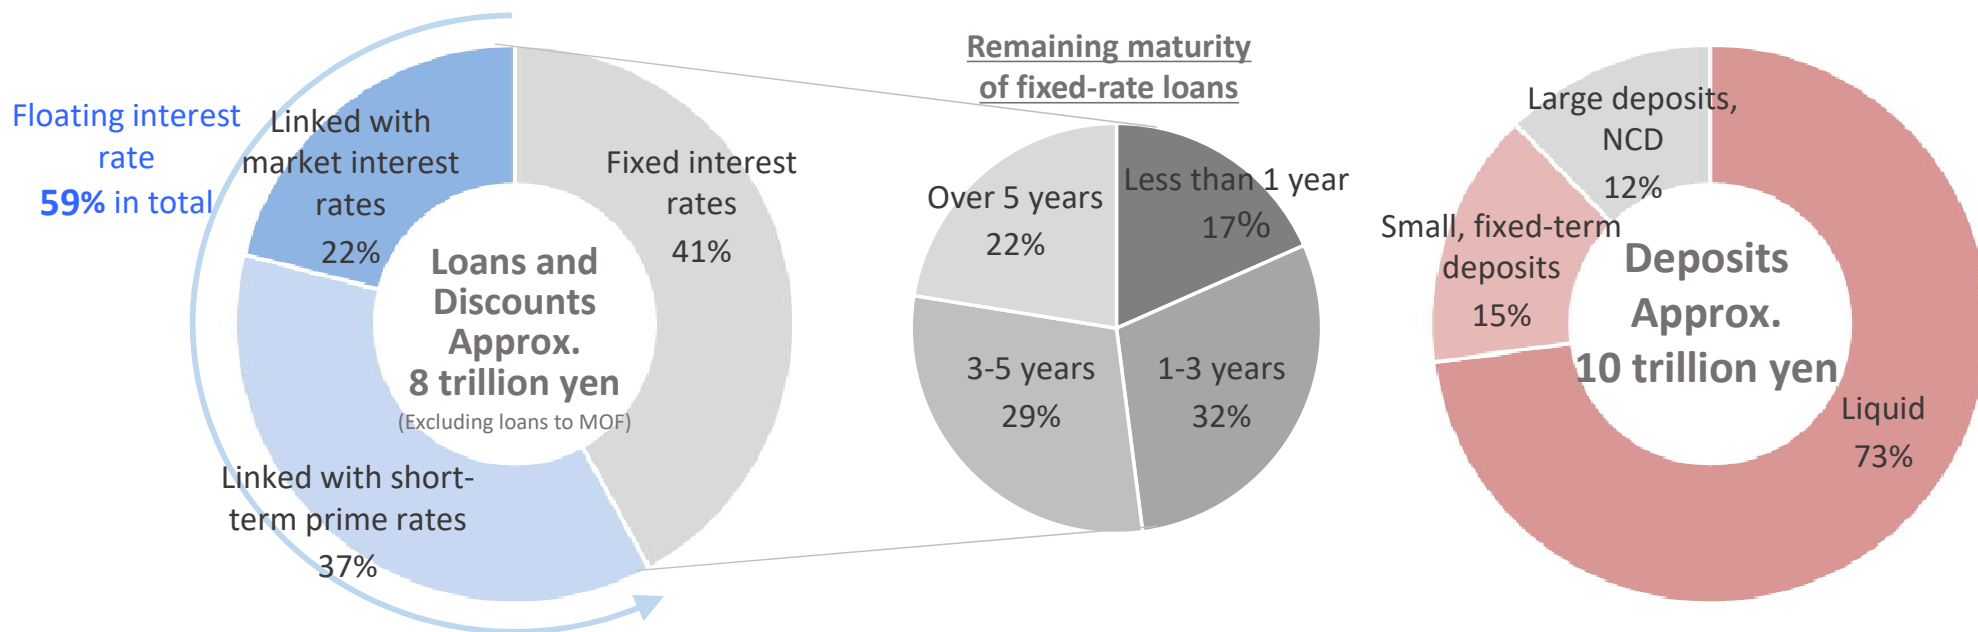 Floating interest
rate
59% in total
Linked with
market interest
rates
22%
Fixed interest
rates
41%
Loans and
Discounts
Approx.
8 trillion yen
(Excluding loans to MOF)
Linked with short-
term prime rates
37%
Remaining maturity
of fixed-rate loans
Over 5 years
22%
Less than 1 year
17%
3-5 years
29%
1-3 years
32%
Large deposits,
NCD
12%
Small, fixed-term
deposits
15%
Deposits
Approx.
10 trillion yen
Liquid
73%